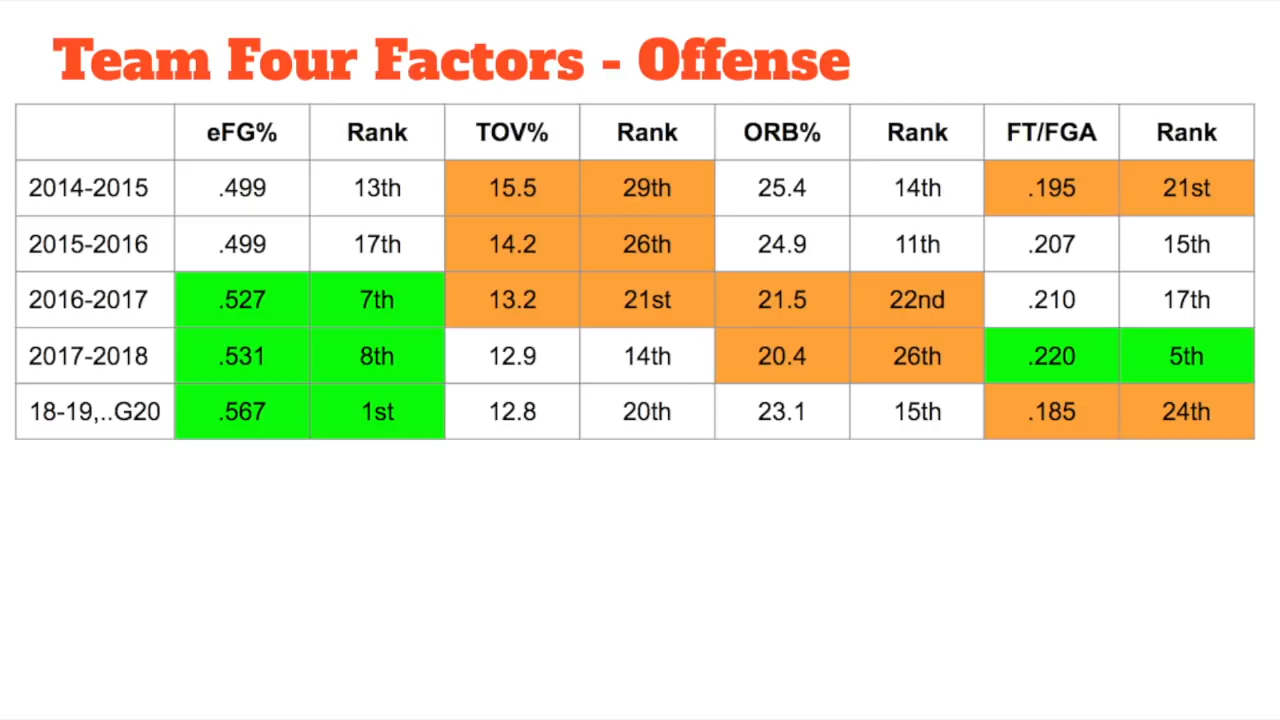 Team Four Factors - Offense
eFG% Rank TOV% Rank ORB% Rank FT/FGA Rank
2014-2015 .499 13th 15.5 29th 25.4 14th .195 21st
2015-2016 .499 17th 14.2 26th 24.9 11th .207 15th
2016-2017 .527 7th 13.2 21st 21.5 22nd .210 17th
2017-2018 .531 8th 12.9 14th 20.4 26th .220 5th
18-19,..G20 .567 1st 12.8 20th 23.1 15th .185 24th